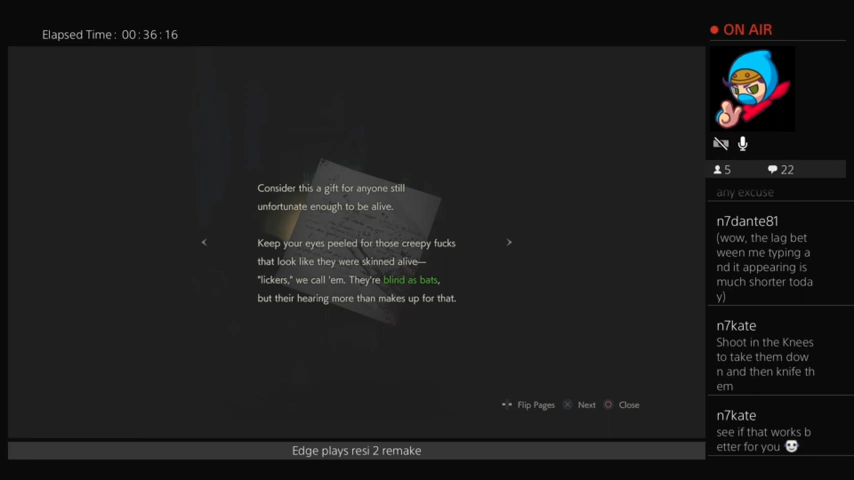 Elapsed Time: 00:36:16
ON AIR
5 22
any excuse
n7dante81
(wow, the lag bet
ween me typing a
nd it appearing is
much shorter toda
y)
n7kate
Shoot in the Knees
to take them dow
n and then knife th
em
n7kate
see if that works b
etter for you
Consider this a gift for anyone still
unfortunate enough to be alive.
Keep your eyes peeled for those creepy fucks
that look like they were skinned alive—
"lickers," we call 'em. They're blind as bats,
but their hearing more than makes up for that.
Flip Pages Next Close
Edge plays resi 2 remake